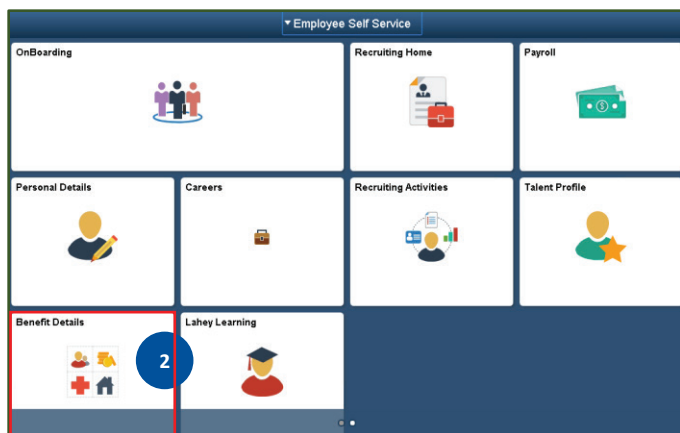 Employee Self Service
OnBoarding
Recruiting Home
Payroll
Personal Details
Careers
Recruiting Activities
Talent Profile
Benefit Details
Lahey Learning
2